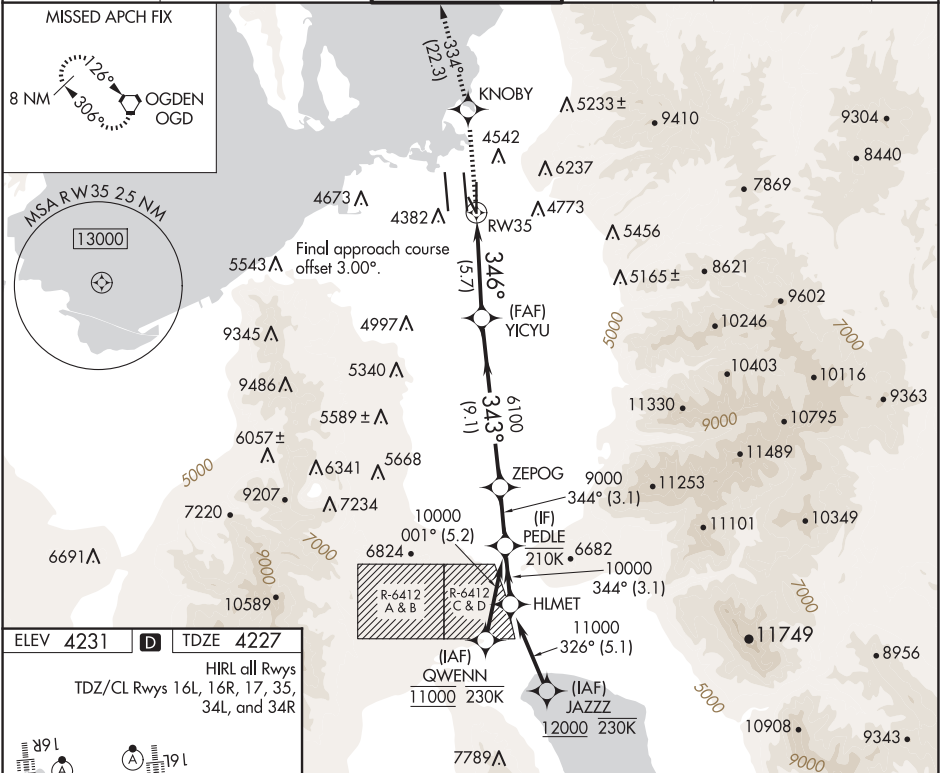 MISSED APCH FIX
126°
8 NM
306°
OGDEN
OGD
334°
(22.3)
KNOBY
5233 ±
9410
9304
8440
4542
6237
7869
MSA RW35 25 NM
13000
4673
4382
RW35
4773
5456
Final approach course
offset 3.00°.
5543
346°
(5.7)
5165 ±
8621
9602
(FAF)
YICYU
9345
4997
5000
10246
7000
5340
9486
10403
10116
9363
6100
343°
(9.1)
5589 ±
11330
9000
10795
6057 ±
11489
6341
5668
ZEPOG
5000
9000
344° (3.1)
11253
9207
7234
7220
10000
001° (5.2)
(IF)
PEDLE
210K
11101
10349
7000
6691
6824
6682
9000
10000
344° (3.1)
R-6412
A & B
R-6412
C & D
HLMET
10589
7000
11000
326° (5.1)
11749
8956
ELEV 4231
D
TDZE 4227
HIRL all Rwys
TDZ/CL Rwys 16L, 16R, 17, 35,
34L, and 34R
(IAF)
QWENN
11000 230K
(IAF)
JAZZZ
12000 230K
5000
10908
9343
9000
7789
16R
A
A
16L